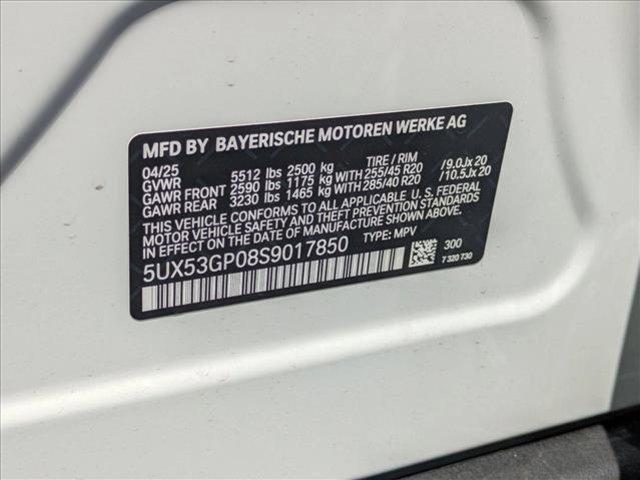 MFD BY BAYERISCHE MOTOREN WERKE AG
04/25 TIRE / RIM
GVWR 5512 lbs 2500 kg
GAWR FRONT 2590 lbs 1175 kg WITH 255/45 R20 /9.0Jx20
GAWR REAR 3230 lbs 1465 kg WITH 285/40 R20 /10.5Jx20
THIS VEHICLE CONFORMS TO ALL APPLICABLE U.S. FEDERAL
MOTOR VEHICLE SAFETY AND THEFT PREVENTION STANDARDS
IN EFFECT ON THE DATE OF MANUFACTURE SHOWN ABOVE.
5UX53GP08S9017850 TYPE: MPV
300
7 320 730